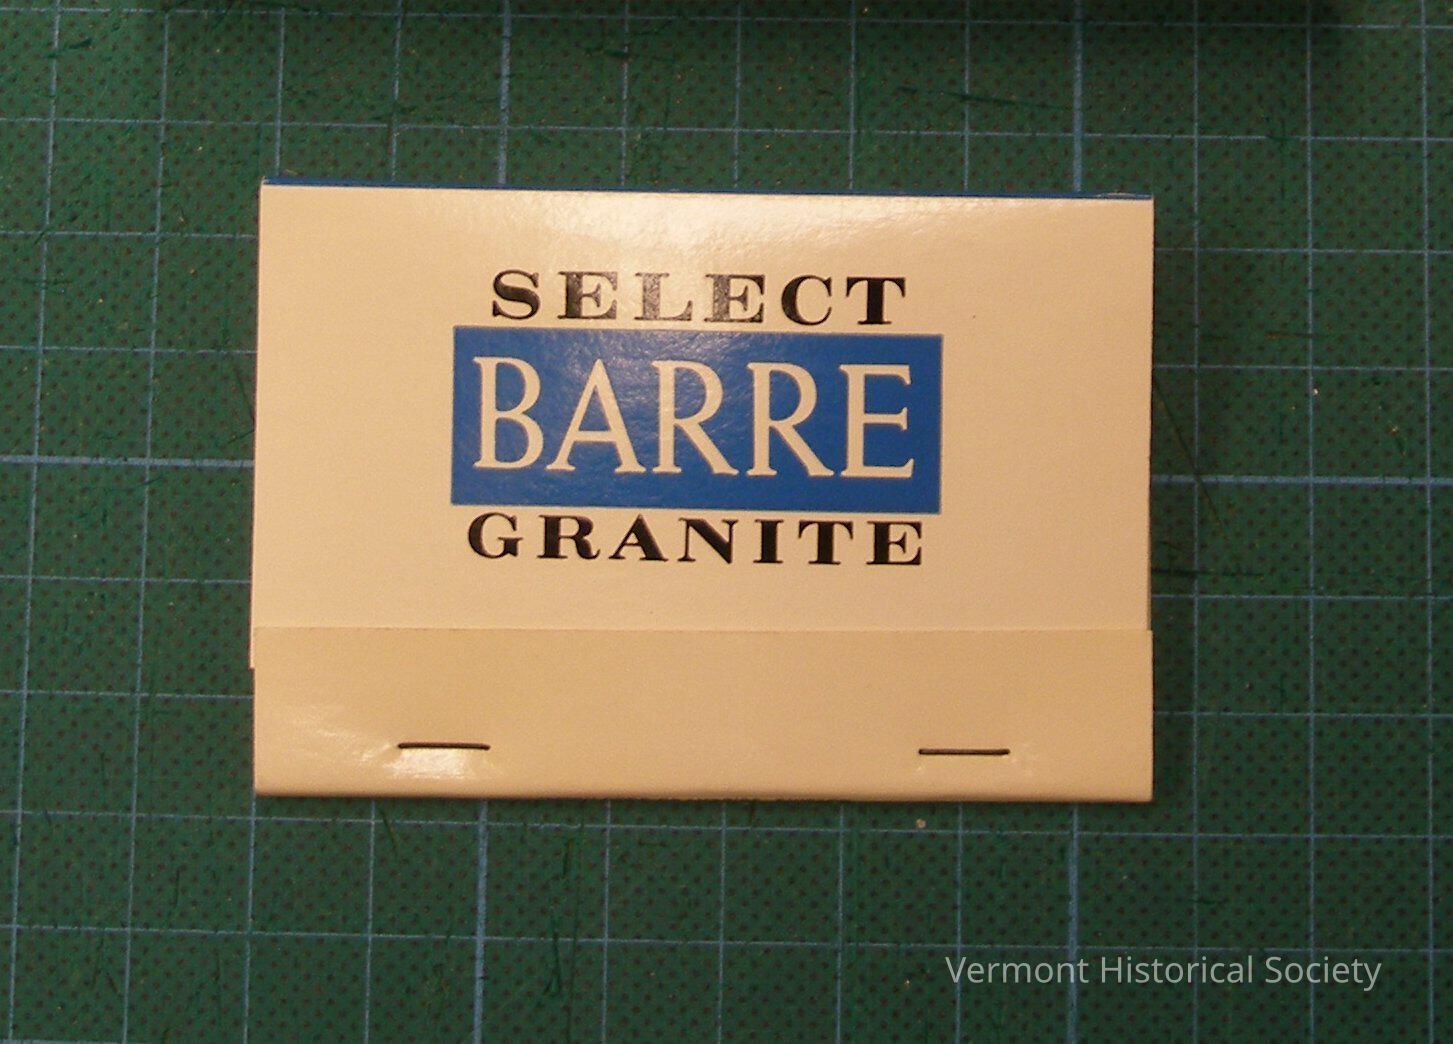 SELECT
BARRE
GRANITE
Vermont Historical Society